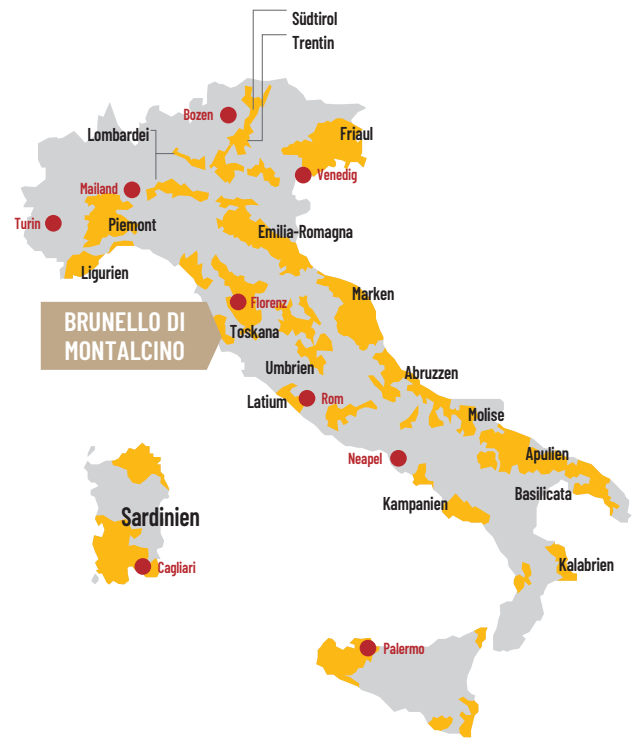 Südtirol
Trentin
Bozen
Lombardei
Friaul
Venedig
Mailand
Turin
Piemont
Emilia-Romagna
Ligurien
Marken
Florenz
BRUNELLO DI
MONTALCINO
Toskana
Umbrien
Abruzzen
Latium
Rom
Molise
Neapel
Apulien
Basilicata
Kampanien
Sardinien
Kalabrien
Cagliari
Palermo